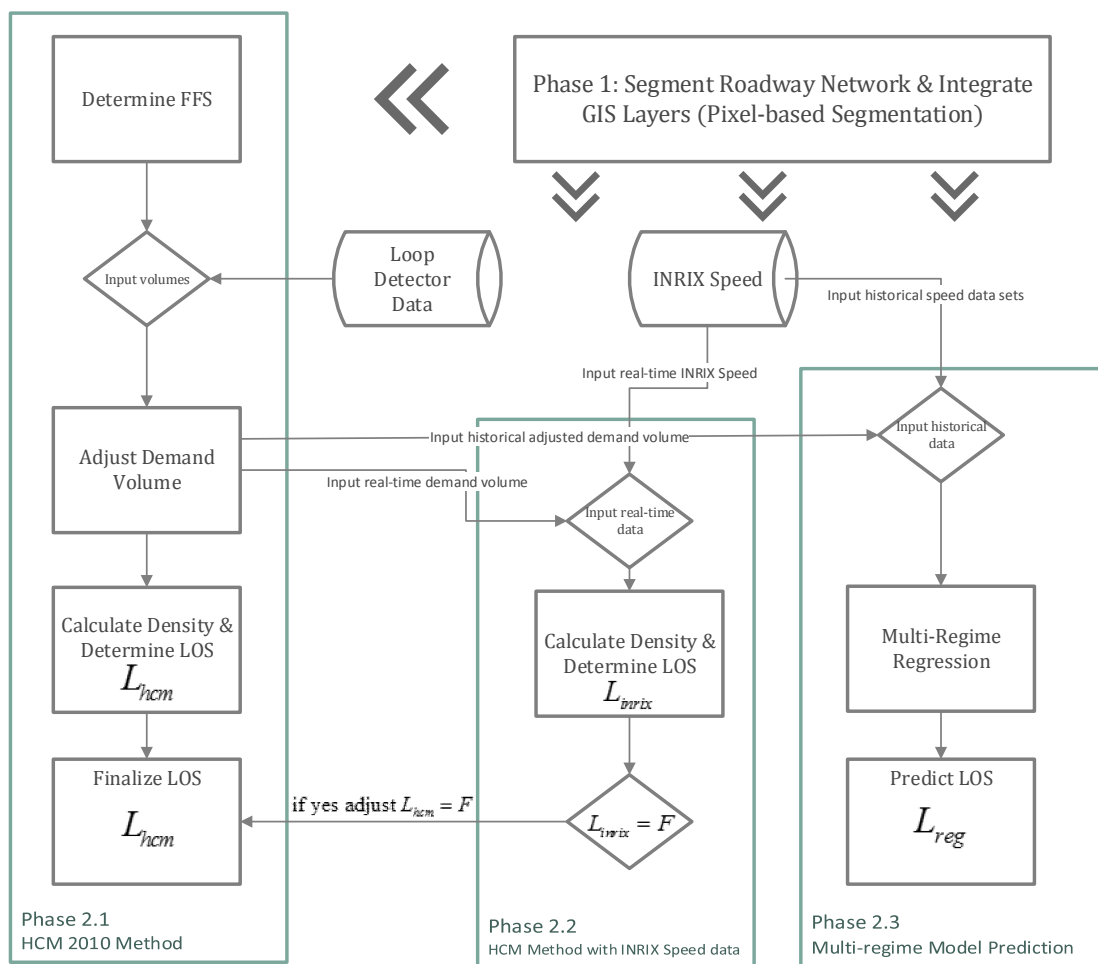 Determine FFS
Phase 1: Segment Roadway Network & Integrate
GIS Layers (Pixel-based Segmentation)
Input volumes
Loop
Detector
Data
INRIX Speed
Input historical speed data sets
Input real-time INRIX Speed
Adjust Demand
Volume
Input historical adjusted demand volume
Input real-time demand volume
Input historical
data
Input real-time
data
Calculate Density &
Determine LOS
L_hcm
Calculate Density &
Determine LOS
L_inrix
Multi-Regime
Regression
Finalize LOS
L_hcm
if yes adjust L_hcm = F
L_inrix = F
Predict LOS
L_reg
Phase 2.1
HCM 2010 Method
Phase 2.2
HCM Method with INRIX Speed data
Phase 2.3
Multi-regime Model Prediction